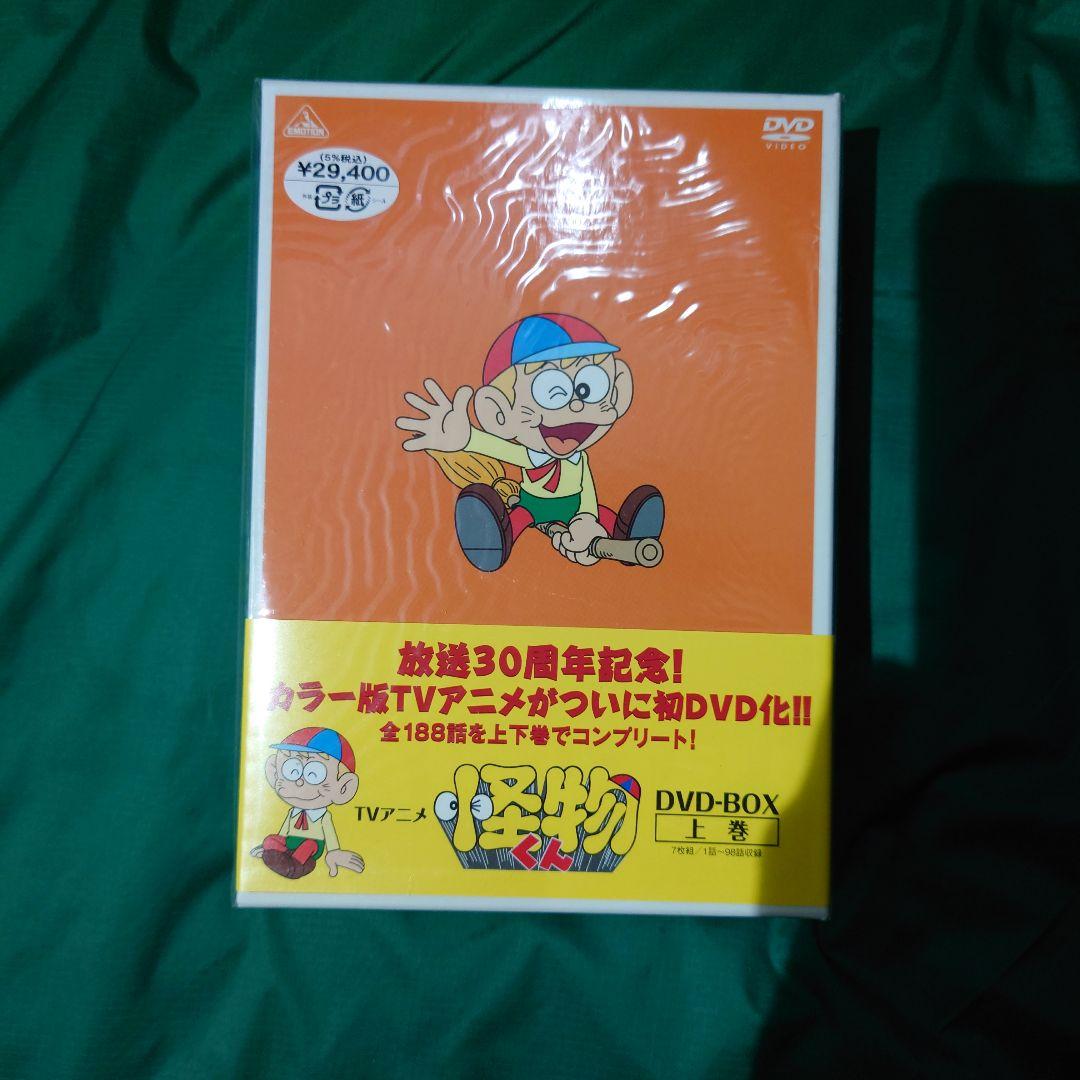 EMOTION
DVD
VIDEO
(5%税込)
¥29,400
プラ
紙
放送30周年記念!
カラー版TVアニメがついに初DVD化!!
全188話を上下巻でコンプリート!
TVアニメ
怪物
くん
DVD-BOX
上巻
7枚組/1話〜98話収録